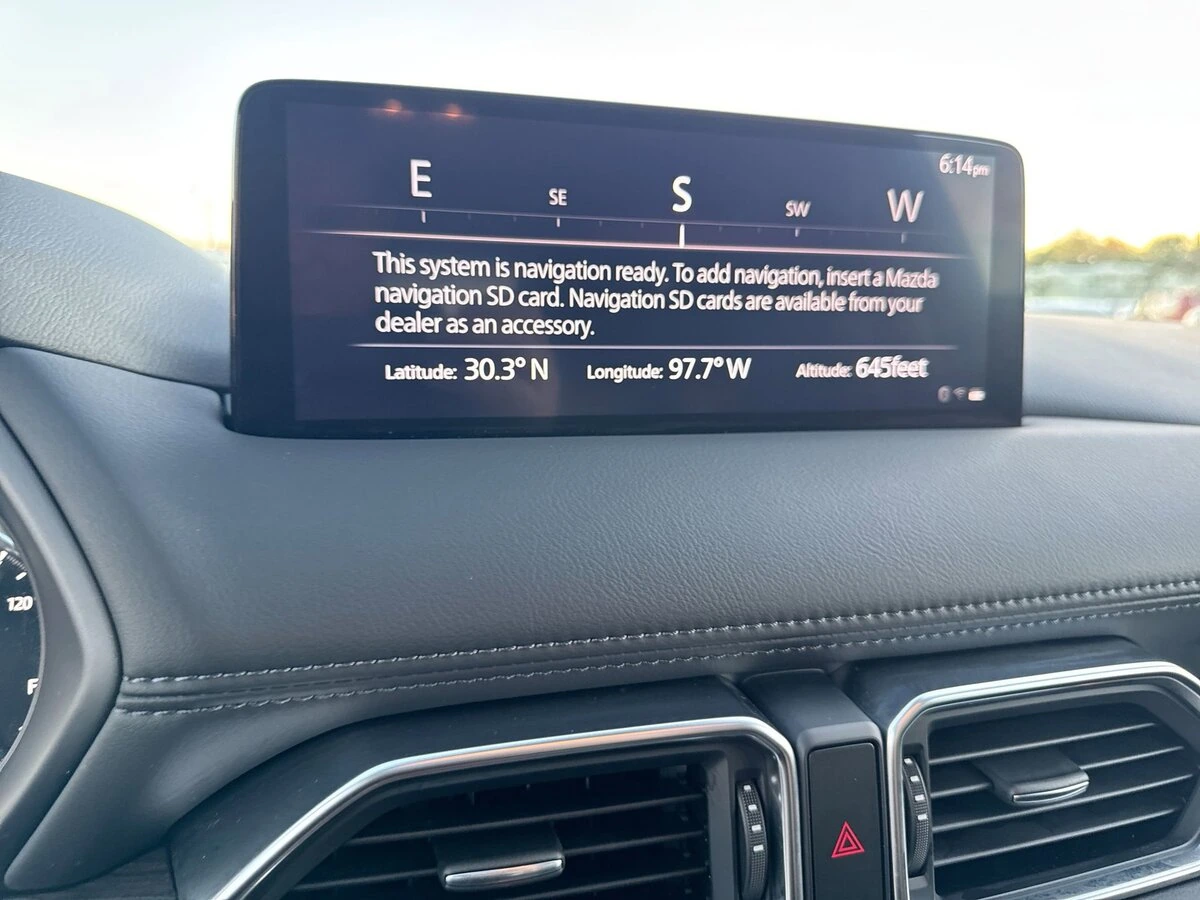 6:14pm
E SE S SW W
This system is navigation ready. To add navigation, insert a Mazda
navigation SD card. Navigation SD cards are available from your
dealer as an accessory.
Latitude: 30.3° N Longitude: 97.7° W Altitude: 645feet
120
F